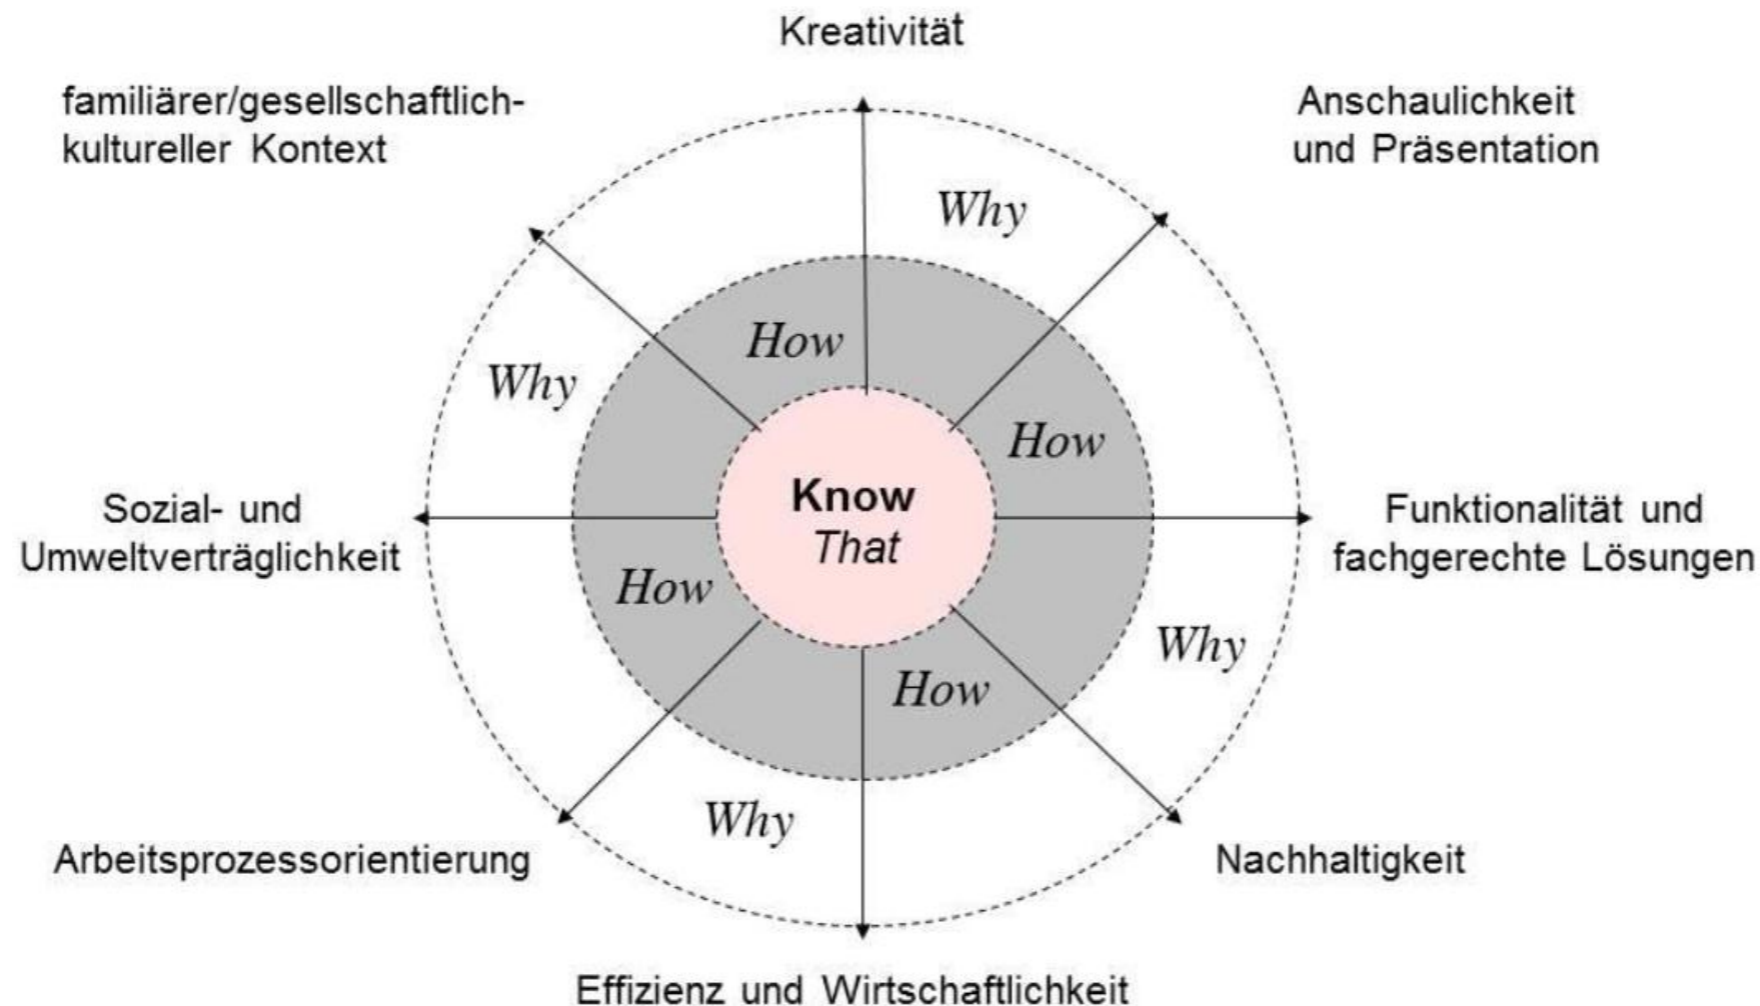 Kreativität
familiärer/gesellschaftlich-
kultureller Kontext
Anschaulichkeit
und Präsentation
Why
How
Why
How
Know
That
Sozial- und
Umweltverträglichkeit
Funktionalität und
fachgerechte Lösungen
How
Why
How
Why
Arbeitsprozessorientierung
Nachhaltigkeit
Effizienz und Wirtschaftlichkeit